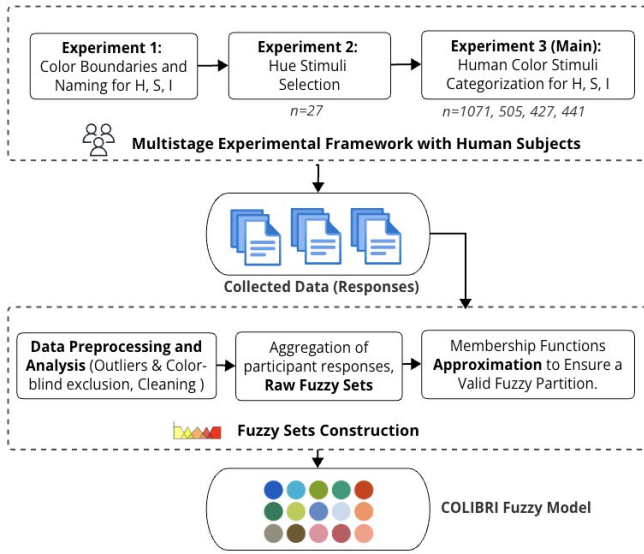 Experiment 1:
Color Boundaries and
Naming for H, S, I
Experiment 2:
Hue Stimuli
Selection
n=27
Experiment 3 (Main):
Human Color Stimuli
Categorization for H, S, I
n=1071, 505, 427, 441
Multistage Experimental Framework with Human Subjects
Collected Data (Responses)
Data Preprocessing and
Analysis (Outliers & Color-
blind exclusion, Cleaning )
Aggregation of
participant responses,
Raw Fuzzy Sets
Membership Functions
Approximation to Ensure a
Valid Fuzzy Partition.
Fuzzy Sets Construction
COLIBRI Fuzzy Model